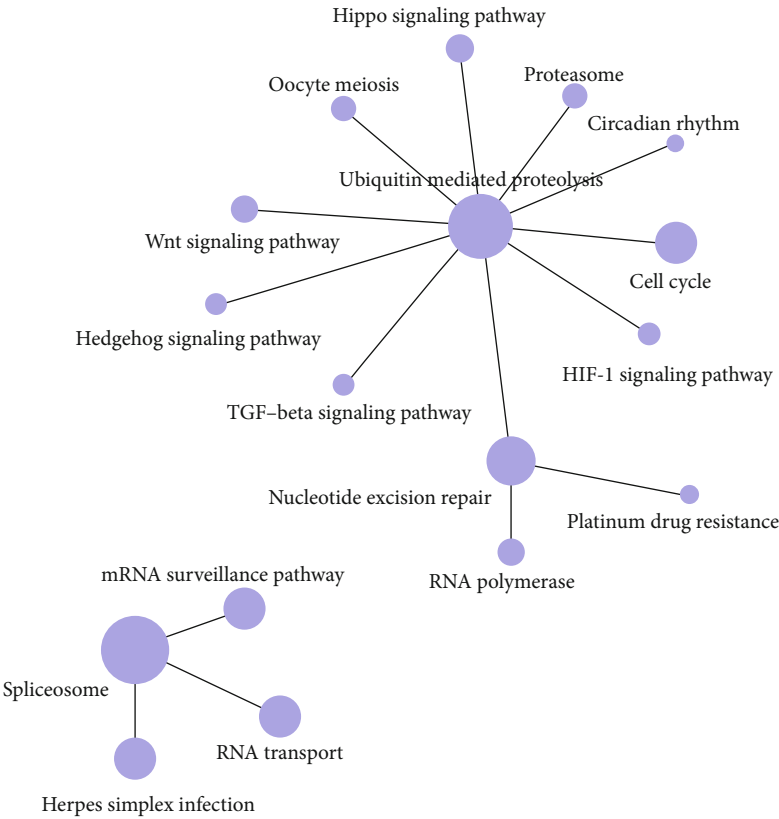 Hippo signaling pathway
Proteasome
Oocyte meiosis
Circadian rhythm
Ubiquitin mediated proteolysis
Wnt signaling pathway
Cell cycle
Hedgehog signaling pathway
HIF-1 signaling pathway
TGF–beta signaling pathway
Nucleotide excision repair
Platinum drug resistance
mRNA surveillance pathway
RNA polymerase
Spliceosome
RNA transport
Herpes simplex infection